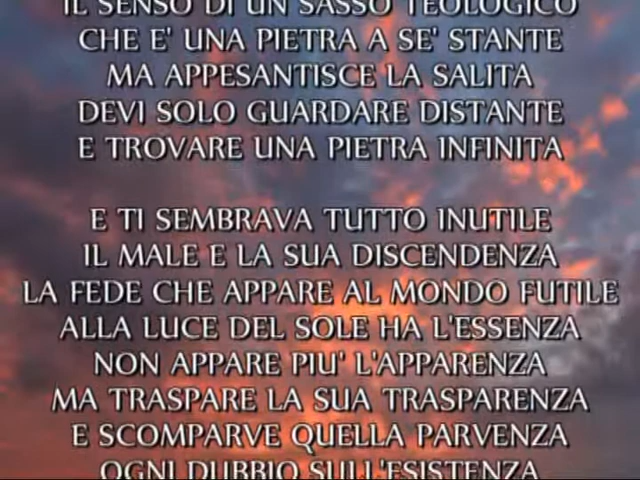 IL SENSO DI UN SASSO TEOLOGICO
CHE E' UNA PIETRA A SE' STANTE
MA APPESANTISCE LA SALITA
DEVI SOLO GUARDARE DISTANTE
E TROVARE UNA PIETRA INFINITA
E TI SEMBRAVA TUTTO INUTILE
IL MALE E LA SUA DISCENDENZA
LA FEDE CHE APPARE AL MONDO FUTILE
ALLA LUCE DEL SOLE HA L'ESSENZA
NON APPARE PIU' L'APPARENZA
MA TRASPARE LA SUA TRASPARENZA
E SCOMPARVE QUELLA PARVENZA
OGNI DUBBIO SULL'ESISTENZA